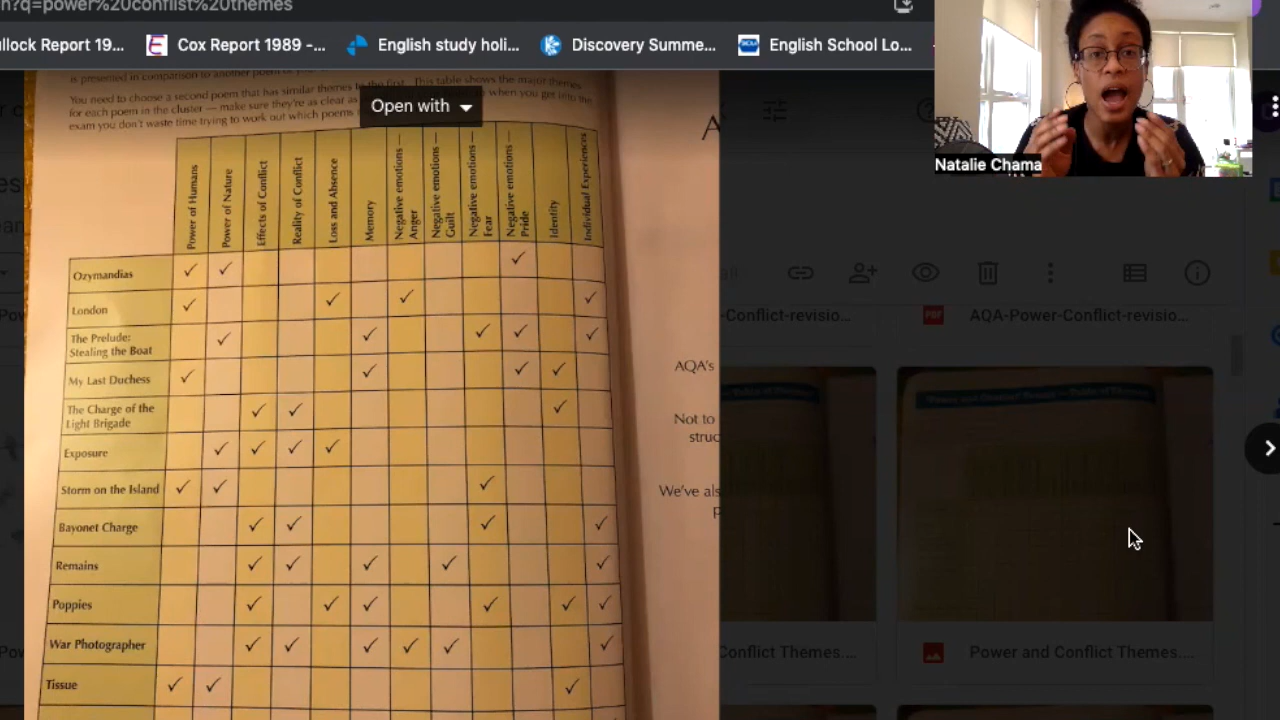 n?q=power%20conflist%20themes
llock Report 19...
Cox Report 1989 -...
English study holi...
Discovery Summe...
English School Lo...
is presented in comparison to another poem
You need to choose a second poem that has similar themes to the first. This table shows the major themes
for each poem in the cluster — make sure they're as clear as when you get into the
exam you don't waste time trying to work out which poems
Open with
Natalie Chama
Power of Humans
Power of Nature
Effects of Conflict
Reality of Conflict
Loss and Absence
Memory
Negative emotions — Anger
Negative emotions — Guilt
Negative emotions — Fear
Negative emotions — Pride
Identity
Individual Experiences
Ozymandias
London
The Prelude:
Stealing the Boat
My Last Duchess
The Charge of the
Light Brigade
Exposure
Storm on the Island
Bayonet Charge
Remains
Poppies
War Photographer
Tissue
A
AQA's
Not to
struc
We've als
p
-Conflict-revisio...
PDF
AQA-Power-Conflict-revisio...
Conflict Themes....
Power and Conflict Themes....